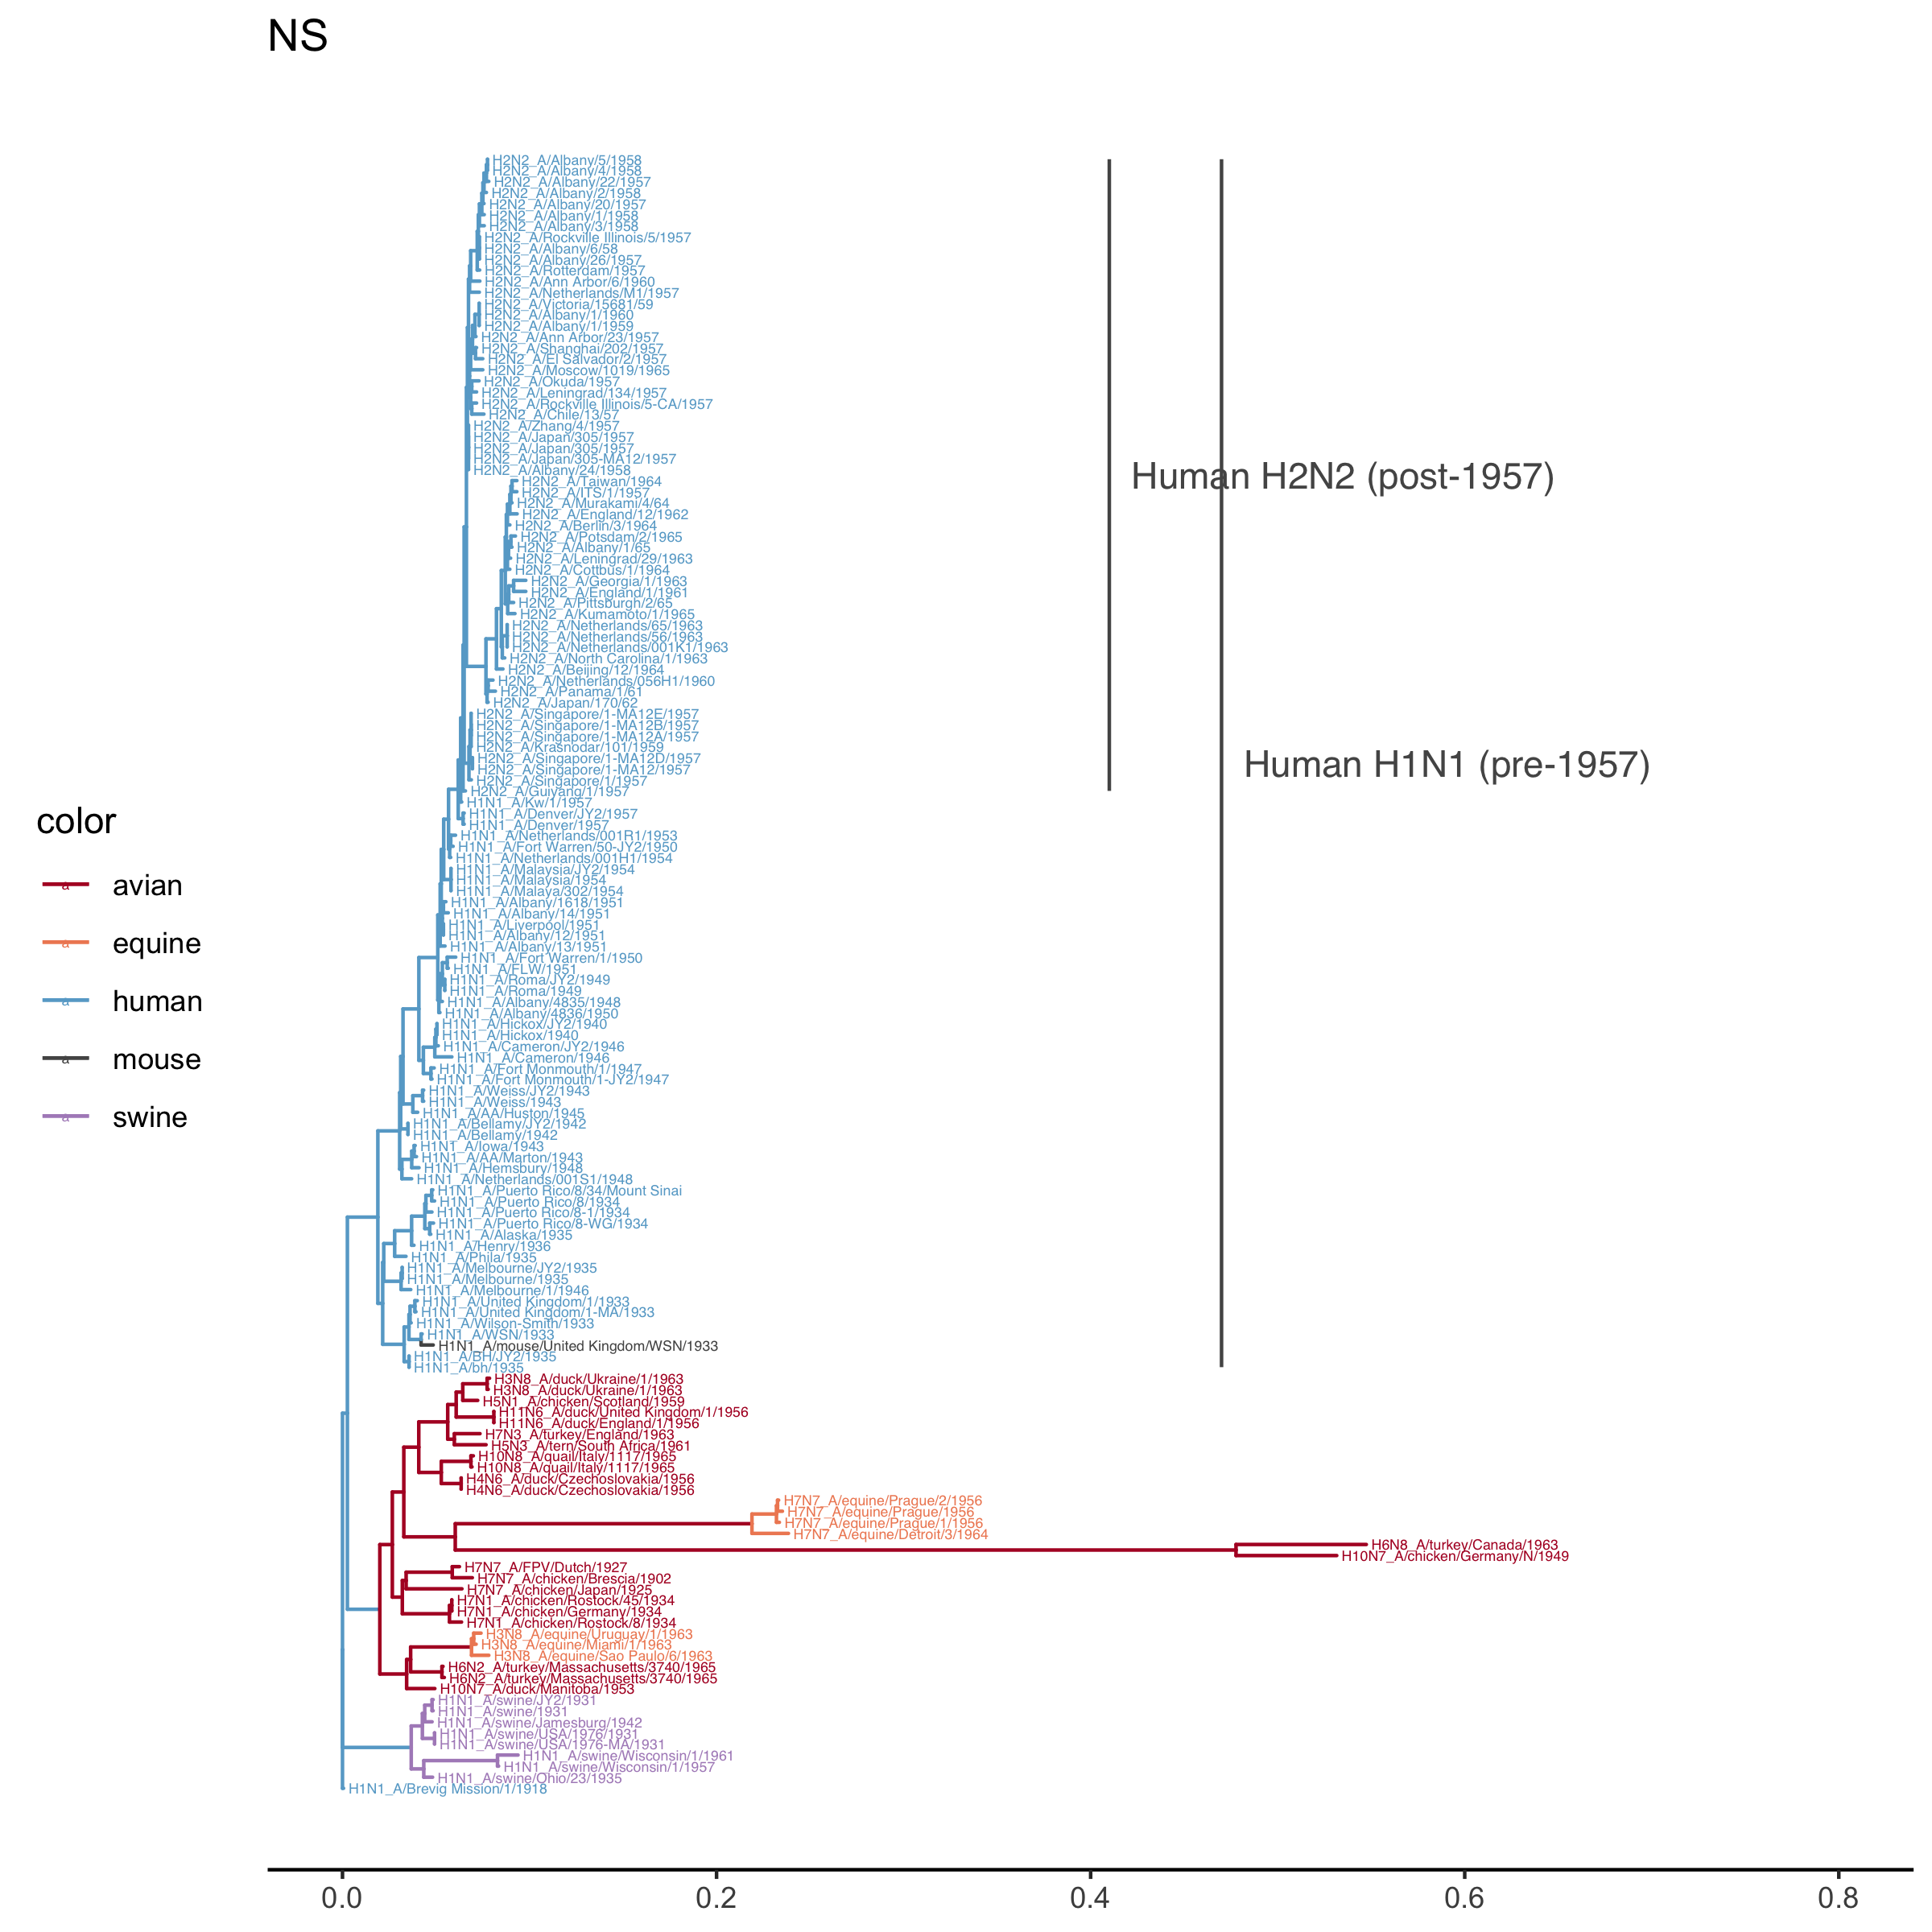 NS
H2N2_A/Albany/5/1958
H2N2_A/Albany/4/1958
H2N2_A/Albany/22/1957
H2N2_A/Albany/2/1958
H2N2_A/Albany/20/1957
H2N2_A/Albany/1/1958
H2N2_A/Albany/3/1958
H2N2_A/Rockville Illinois/5/1957
H2N2_A/Albany/6/58
H2N2_A/Albany/26/1957
H2N2_A/Rotterdam/1957
H2N2_A/Ann Arbor/6/1960
H2N2_A/Netherlands/M1/1957
H2N2_A/Victoria/15681/59
H2N2_A/Albany/1/1960
H2N2_A/Albany/1/1959
H2N2_A/Ann Arbor/23/1957
H2N2_A/Shanghai/202/1957
H2N2_A/El Salvador/2/1957
H2N2_A/Moscow/1019/1965
H2N2_A/Okuda/1957
H2N2_A/Leningrad/134/1957
H2N2_A/Rockville Illinois/5-CA/1957
H2N2_A/Chile/13/57
H2N2_A/Zhang/4/1957
H2N2_A/Japan/305/1957
H2N2_A/Japan/305/1957
H2N2_A/Japan/305-MA12/1957
H2N2_A/Albany/24/1958
H2N2_A/Taiwan/1964
H2N2_A/ITS/1/1957
H2N2_A/Murakami/4/64
H2N2_A/England/12/1962
H2N2_A/Berlin/3/1964
H2N2_A/Potsdam/2/1965
H2N2_A/Albany/1/65
H2N2_A/Leningrad/29/1963
H2N2_A/Cottbus/1/1964
H2N2_A/Georgia/1/1963
H2N2_A/England/1/1961
H2N2_A/Pittsburgh/2/65
H2N2_A/Kumamoto/1/1965
H2N2_A/Netherlands/65/1963
H2N2_A/Netherlands/56/1963
H2N2_A/Netherlands/001K1/1963
H2N2_A/North Carolina/1/1963
H2N2_A/Beijing/12/1964
H2N2_A/Netherlands/056H1/1960
H2N2_A/Panama/1/61
H2N2_A/Japan/170/62
H2N2_A/Singapore/1-MA12E/1957
H2N2_A/Singapore/1-MA12B/1957
H2N2_A/Singapore/1-MA12A/1957
H2N2_A/Krasnodar/101/1959
H2N2_A/Singapore/1-MA12D/1957
H2N2_A/Singapore/1-MA12/1957
H2N2_A/Singapore/1/1957
H2N2_A/Guiyang/1/1957
H1N1_A/Kw/1/1957
H1N1_A/Denver/JY2/1957
H1N1_A/Denver/1957
H1N1_A/Netherlands/001R1/1953
H1N1_A/Fort Warren/50-JY2/1950
H1N1_A/Netherlands/001H1/1954
H1N1_A/Malaysia/JY2/1954
H1N1_A/Malaysia/1954
H1N1_A/Malaya/302/1954
H1N1_A/Albany/1618/1951
H1N1_A/Albany/14/1951
H1N1_A/Liverpool/1951
H1N1_A/Albany/12/1951
H1N1_A/Albany/13/1951
H1N1_A/Fort Warren/1/1950
H1N1_A/FLW/1951
H1N1_A/Roma/JY2/1949
H1N1_A/Roma/1949
H1N1_A/Albany/4835/1948
H1N1_A/Albany/4836/1950
H1N1_A/Hickox/JY2/1940
H1N1_A/Hickox/1940
H1N1_A/Cameron/JY2/1946
H1N1_A/Cameron/1946
H1N1_A/Fort Monmouth/1/1947
H1N1_A/Fort Monmouth/1-JY2/1947
H1N1_A/Weiss/JY2/1943
H1N1_A/Weiss/1943
H1N1_A/AA/Huston/1945
H1N1_A/Bellamy/JY2/1942
H1N1_A/Bellamy/1942
H1N1_A/Iowa/1943
H1N1_A/AA/Marton/1943
H1N1_A/Hemsbury/1948
H1N1_A/Netherlands/001S1/1948
H1N1_A/Puerto Rico/8/34/Mount Sinai
H1N1_A/Puerto Rico/8/1934
H1N1_A/Puerto Rico/8-1/1934
H1N1_A/Puerto Rico/8-WG/1934
H1N1_A/Alaska/1935
H1N1_A/Henry/1936
H1N1_A/Phila/1935
H1N1_A/Melbourne/JY2/1935
H1N1_A/Melbourne/1935
H1N1_A/Melbourne/1/1946
H1N1_A/United Kingdom/1/1933
H1N1_A/United Kingdom/1-MA/1933
H1N1_A/Wilson-Smith/1933
H1N1_A/WSN/1933
H1N1_A/mouse/United Kingdom/WSN/1933
H1N1_A/BH/JY2/1935
H1N1_A/bh/1935
H3N8_A/duck/Ukraine/1/1963
H3N8_A/duck/Ukraine/1/1963
H5N1_A/chicken/Scotland/1959
H11N6_A/duck/United Kingdom/1/1956
H11N6_A/duck/England/1/1956
H7N3_A/turkey/England/1963
H5N3_A/tern/South Africa/1961
H10N8_A/quail/Italy/1117/1965
H10N8_A/quail/Italy/1117/1965
H4N6_A/duck/Czechoslovakia/1956
H4N6_A/duck/Czechoslovakia/1956
H7N7_A/equine/Prague/2/1956
H7N7_A/equine/Prague/1956
H7N7_A/equine/Prague/1/1956
H7N7_A/equine/Detroit/3/1964
H6N8_A/turkey/Canada/1963
H10N7_A/chicken/Germany/N/1949
H7N7_A/FPV/Dutch/1927
H7N7_A/chicken/Brescia/1902
H7N7_A/chicken/Japan/1925
H7N1_A/chicken/Rostock/45/1934
H7N1_A/chicken/Germany/1934
H7N1_A/chicken/Rostock/8/1934
H3N8_A/equine/Uruguay/1/1963
H3N8_A/equine/Miami/1/1963
H3N8_A/equine/Sao Paulo/6/1963
H6N2_A/turkey/Massachusetts/3740/1965
H6N2_A/turkey/Massachusetts/3740/1965
H10N7_A/duck/Manitoba/1953
H1N1_A/swine/JY2/1931
H1N1_A/swine/1931
H1N1_A/swine/Jamesburg/1942
H1N1_A/swine/USA/1976/1931
H1N1_A/swine/USA/1976-MA/1931
H1N1_A/swine/Wisconsin/1/1961
H1N1_A/swine/Wisconsin/1/1957
H1N1_A/swine/Ohio/23/1935
H1N1_A/Brevig Mission/1/1918
Human H2N2 (post-1957)
Human H1N1 (pre-1957)
color
a avian
a equine
a human
a mouse
a swine
0.0 0.2 0.4 0.6 0.8